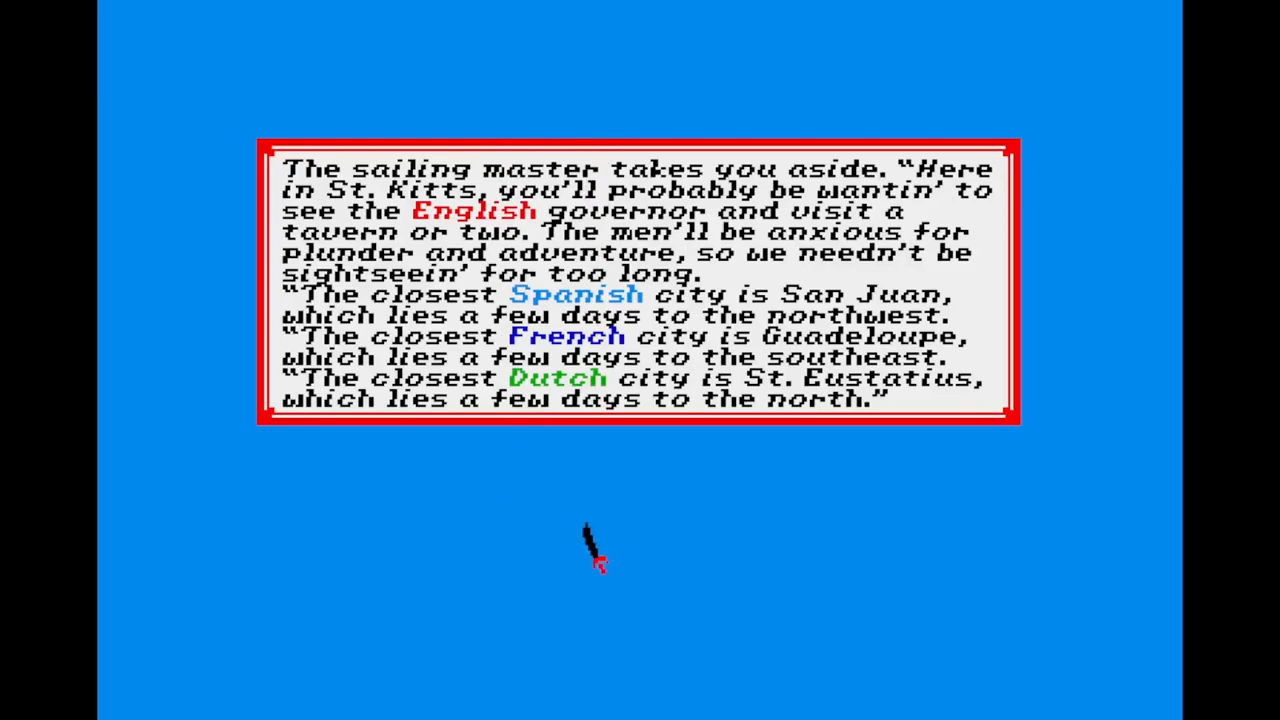 The sailing master takes you aside. “Here
in St. Kitts, you’ll probably be wantin’ to
see the English governor and visit a
tavern or two. The men’ll be anxious for
plunder and adventure, so we needn’t be
sightseein’ for too long.
“The closest Spanish city is San Juan,
which lies a few days to the northwest.
“The closest French city is Guadeloupe,
which lies a few days to the southeast.
“The closest Dutch city is St. Eustatius,
which lies a few days to the north.”